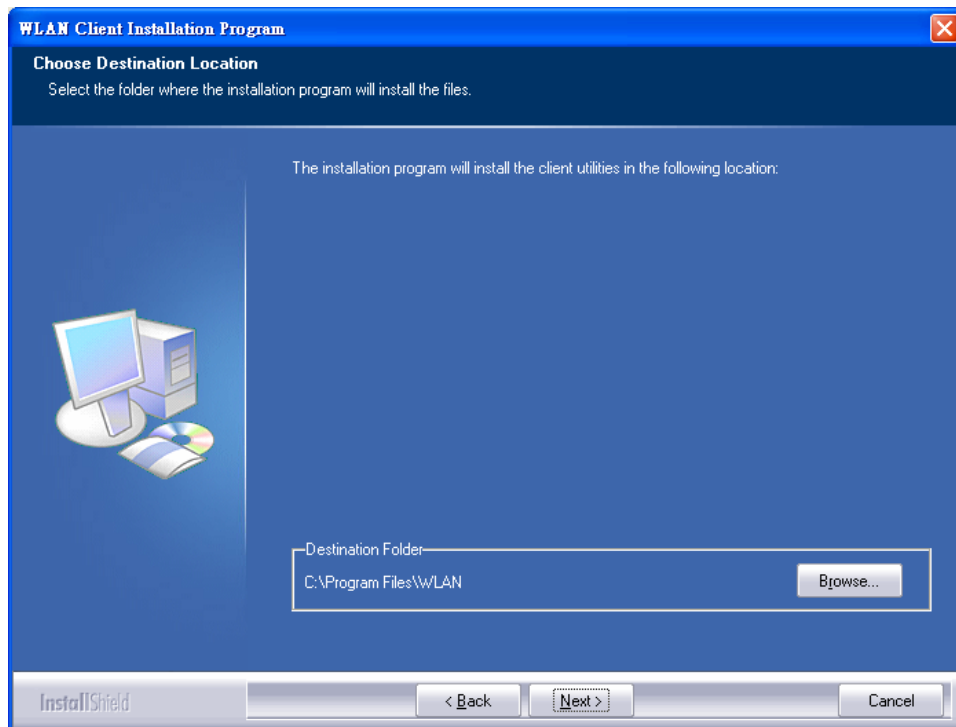 WLAN Client Installation Program
Choose Destination Location
Select the folder where the installation program will install the files.
The installation program will install the client utilities in the following location:
Destination Folder
C:\Program Files\WLAN
Browse...
InstallShield
< Back
Next >
Cancel